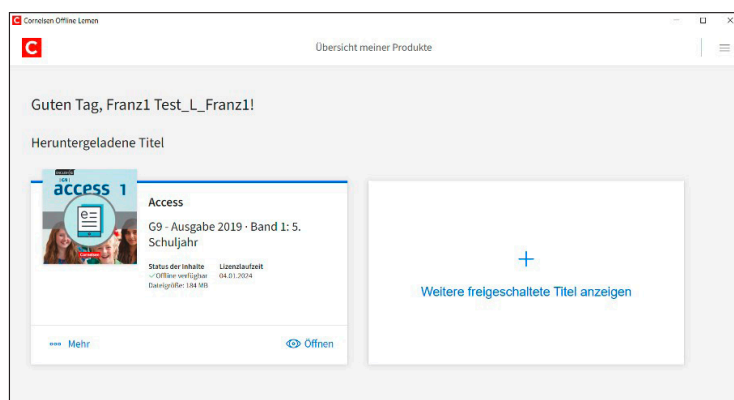 C Cornelsen Offline Lernen
C
Übersicht meiner Produkte
Guten Tag, Franz1 Test_L_Franz1!
Heruntergeladene Titel
access 1
Cornelsen
Access
G9 - Ausgabe 2019 · Band 1: 5.
Schuljahr
Status der Inhalte Lizenzlaufzeit
✓Offline verfügbar 04.01.2024
Dateigröße: 184 MB
Mehr
Öffnen
+
Weitere freigeschaltete Titel anzeigen